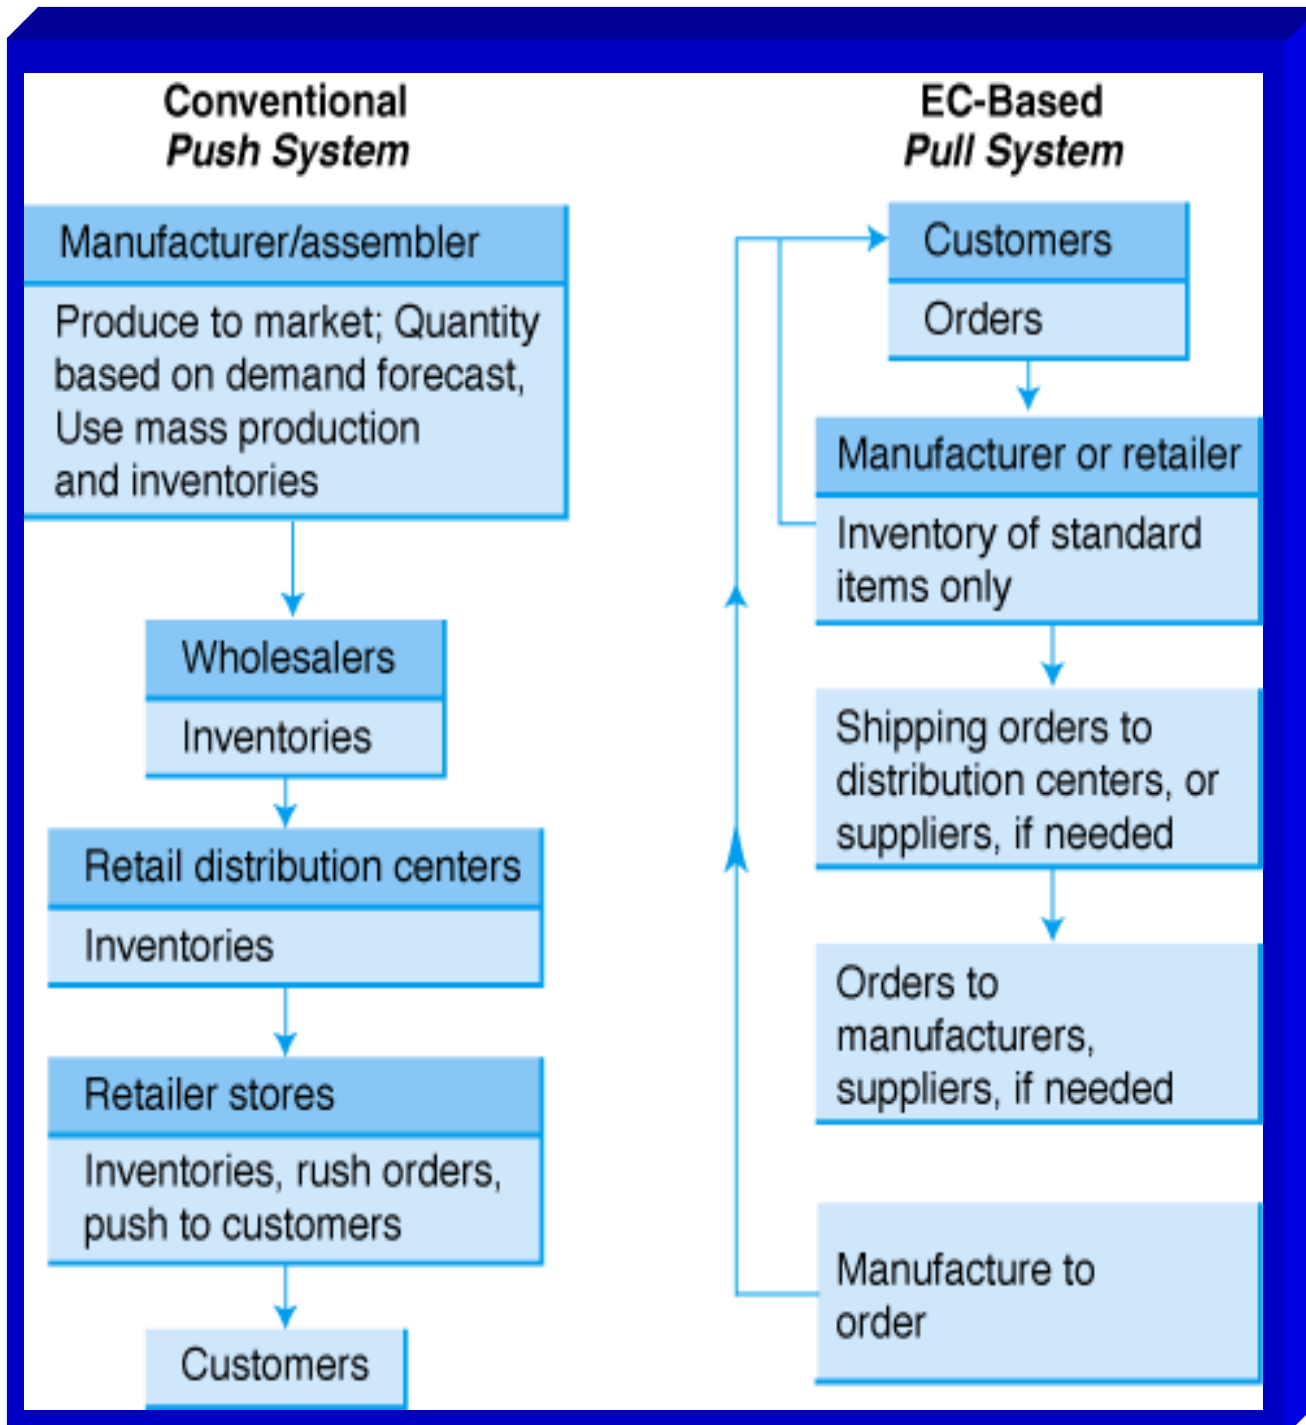 Conventional
Push System
Manufacturer/assembler
Produce to market; Quantity
based on demand forecast,
Use mass production
and inventories
Wholesalers
Inventories
Retail distribution centers
Inventories
Retailer stores
Inventories, rush orders,
push to customers
Customers
EC-Based
Pull System
Customers
Orders
Manufacturer or retailer
Inventory of standard
items only
Shipping orders to
distribution centers, or
suppliers, if needed
Orders to
manufacturers,
suppliers, if needed
Manufacture to
order